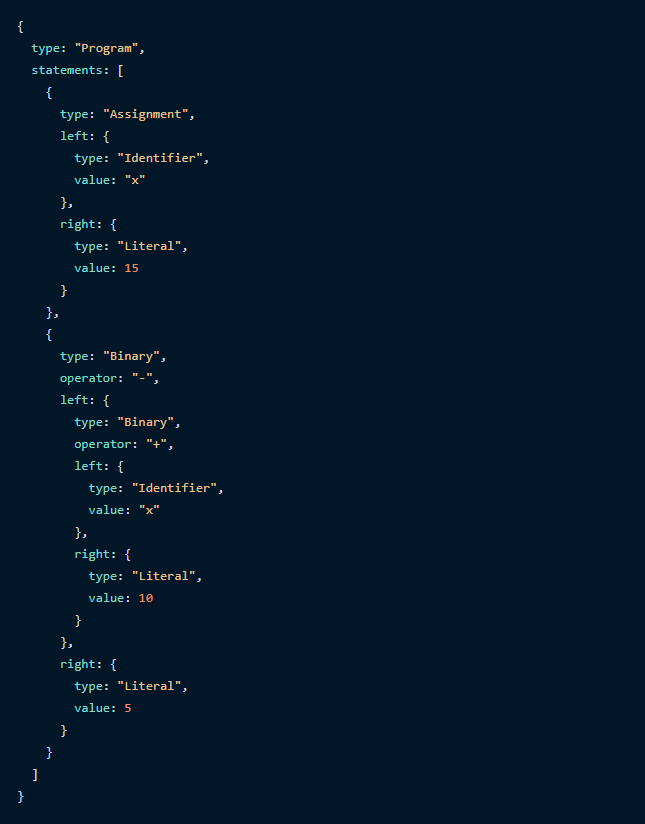 {
  type: "Program",
  statements: [
    {
      type: "Assignment",
      left: {
        type: "Identifier",
        value: "x"
      },
      right: {
        type: "Literal",
        value: 15
      }
    },
    {
      type: "Binary",
      operator: "-",
      left: {
        type: "Binary",
        operator: "+",
        left: {
          type: "Identifier",
          value: "x"
        },
        right: {
          type: "Literal",
          value: 10
        }
      },
      right: {
        type: "Literal",
        value: 5
      }
    }
  ]
}